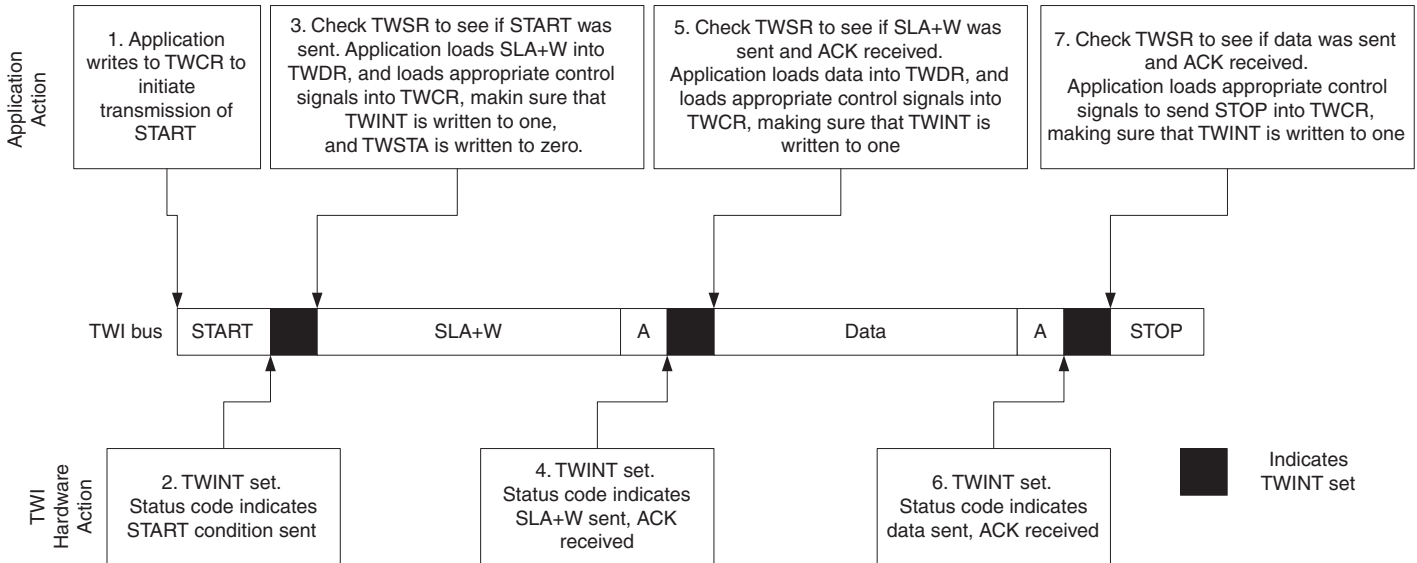 Application
Action
1. Application
writes to TWCR to
initiate
transmission of
START
3. Check TWSR to see if START was
sent. Application loads SLA+W into
TWDR, and loads appropriate control
signals into TWCR, makin sure that
TWINT is written to one,
and TWSTA is written to zero.
5. Check TWSR to see if SLA+W was
sent and ACK received.
Application loads data into TWDR, and
loads appropriate control signals into
TWCR, making sure that TWINT is
written to one
7. Check TWSR to see if data was sent
and ACK received.
Application loads appropriate control
signals to send STOP into TWCR,
making sure that TWINT is written to one
TWI bus
START
SLA+W
A
Data
A
STOP
TWI
Hardware
Action
2. TWINT set.
Status code indicates
START condition sent
4. TWINT set.
Status code indicates
SLA+W sent, ACK
received
6. TWINT set.
Status code indicates
data sent, ACK received
Indicates
TWINT set